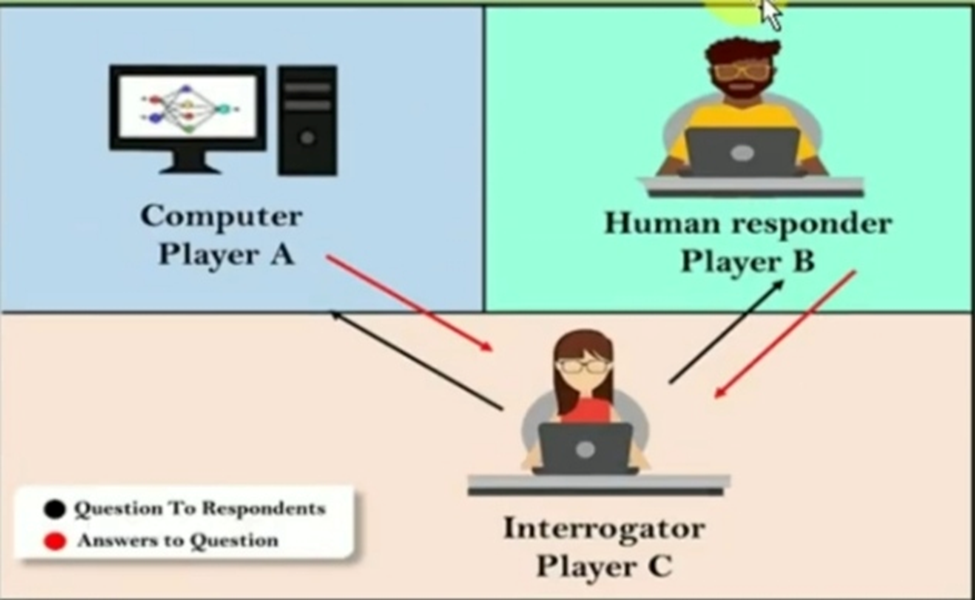 Computer
Player A
Human responder
Player B
Interrogator
Player C
Question To Respondents
Answers to Question